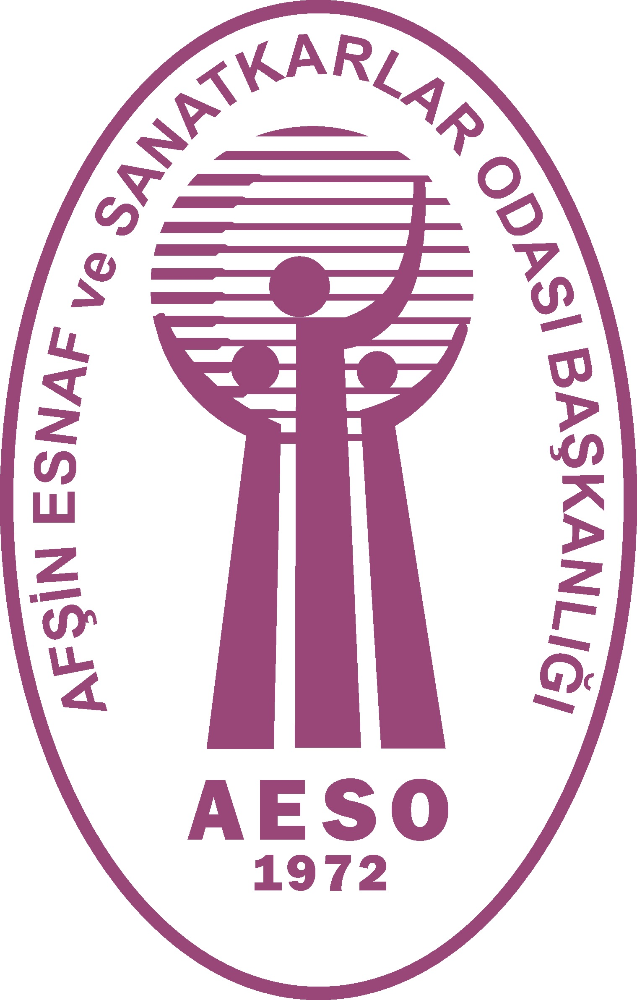 AFŞİN ESNAF ve SANATKARLAR ODASI BAŞKANLIĞI
AESO
1972